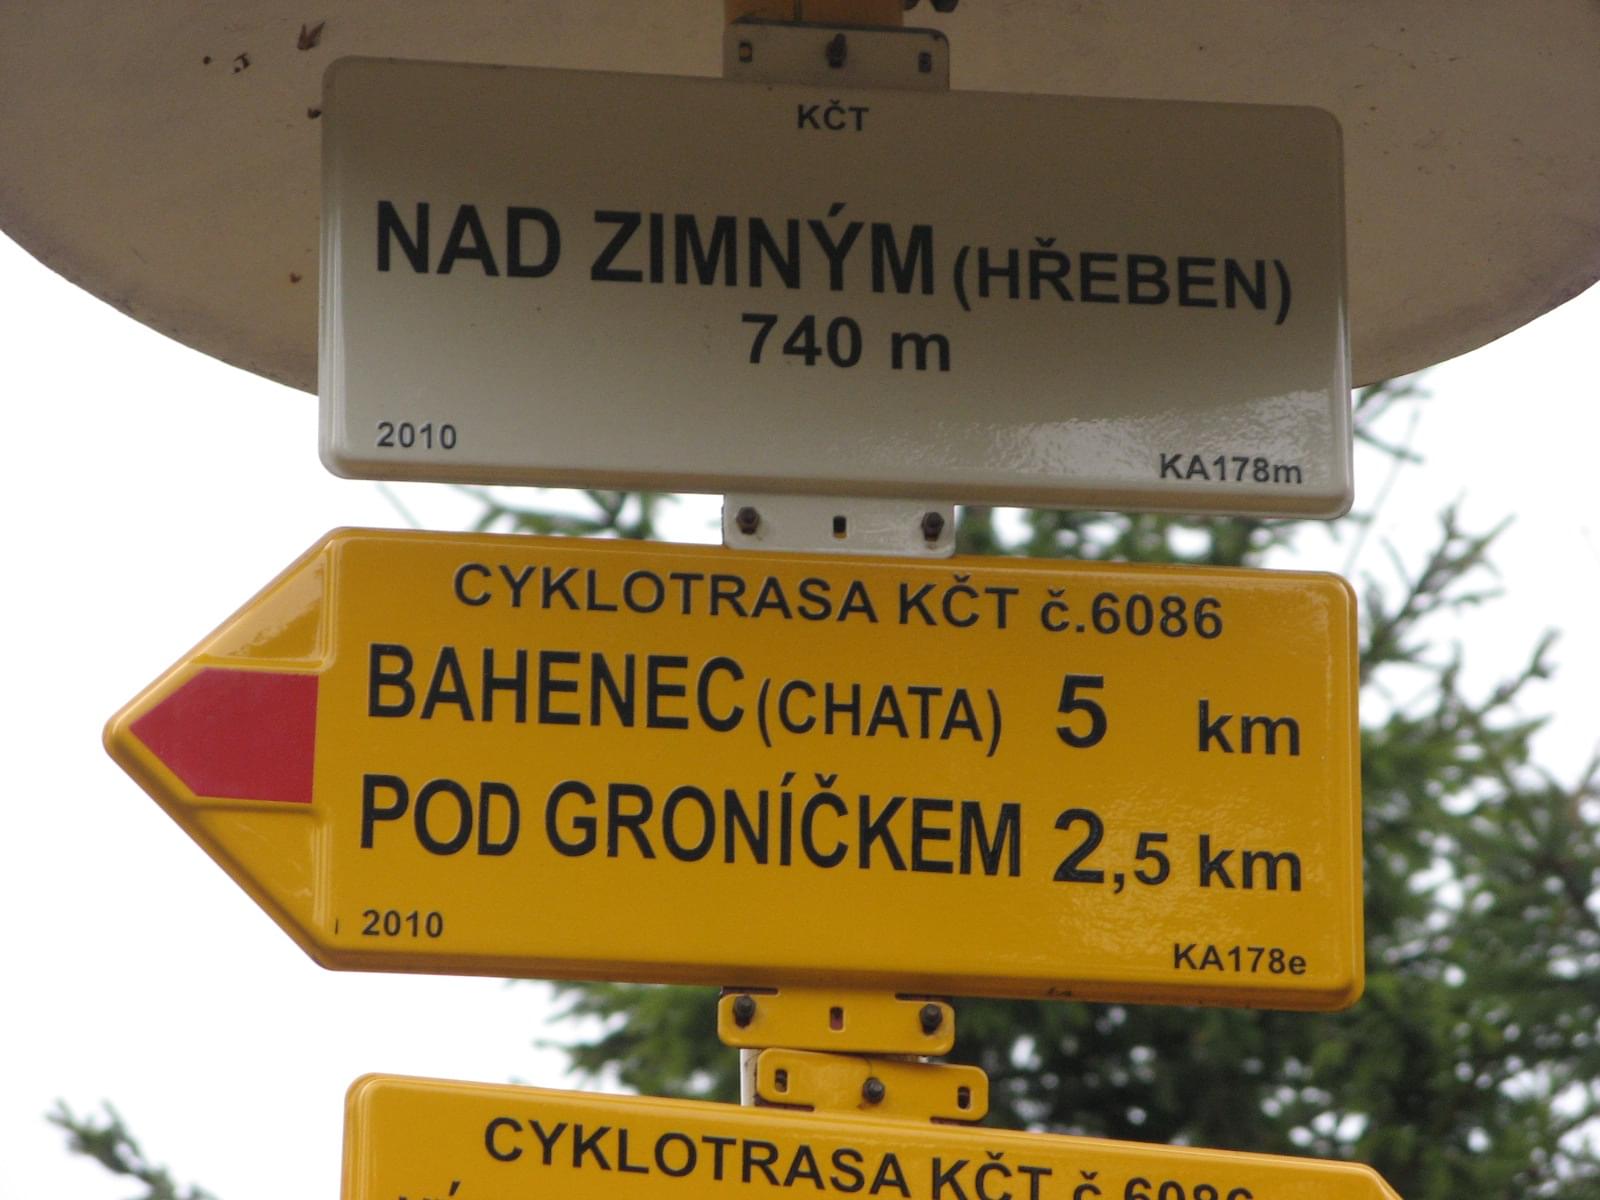 KČT
NAD ZIMNÝM (HŘEBEN)
740 m
2010 KA178m
CYKLOTRASA KČT č.6086
BAHENEC (CHATA) 5 km
POD GRONÍČKEM 2,5 km
2010 KA178e
CYKLOTRASA KČT č.6086